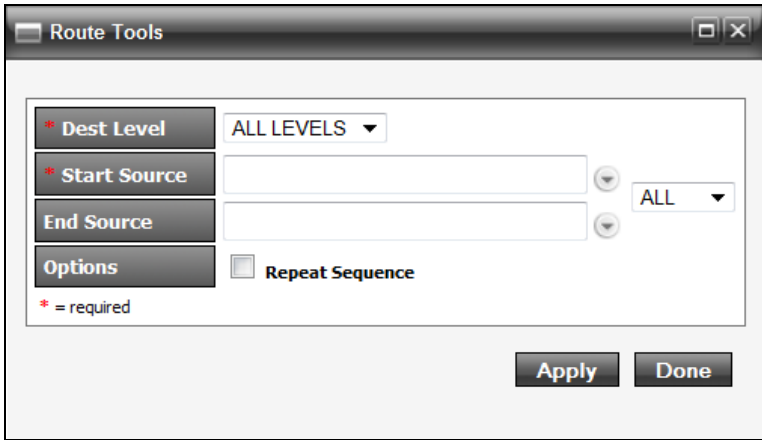 Route Tools
* Dest Level ALL LEVELS
* Start Source
ALL
End Source
Options Repeat Sequence
* = required
Apply Done